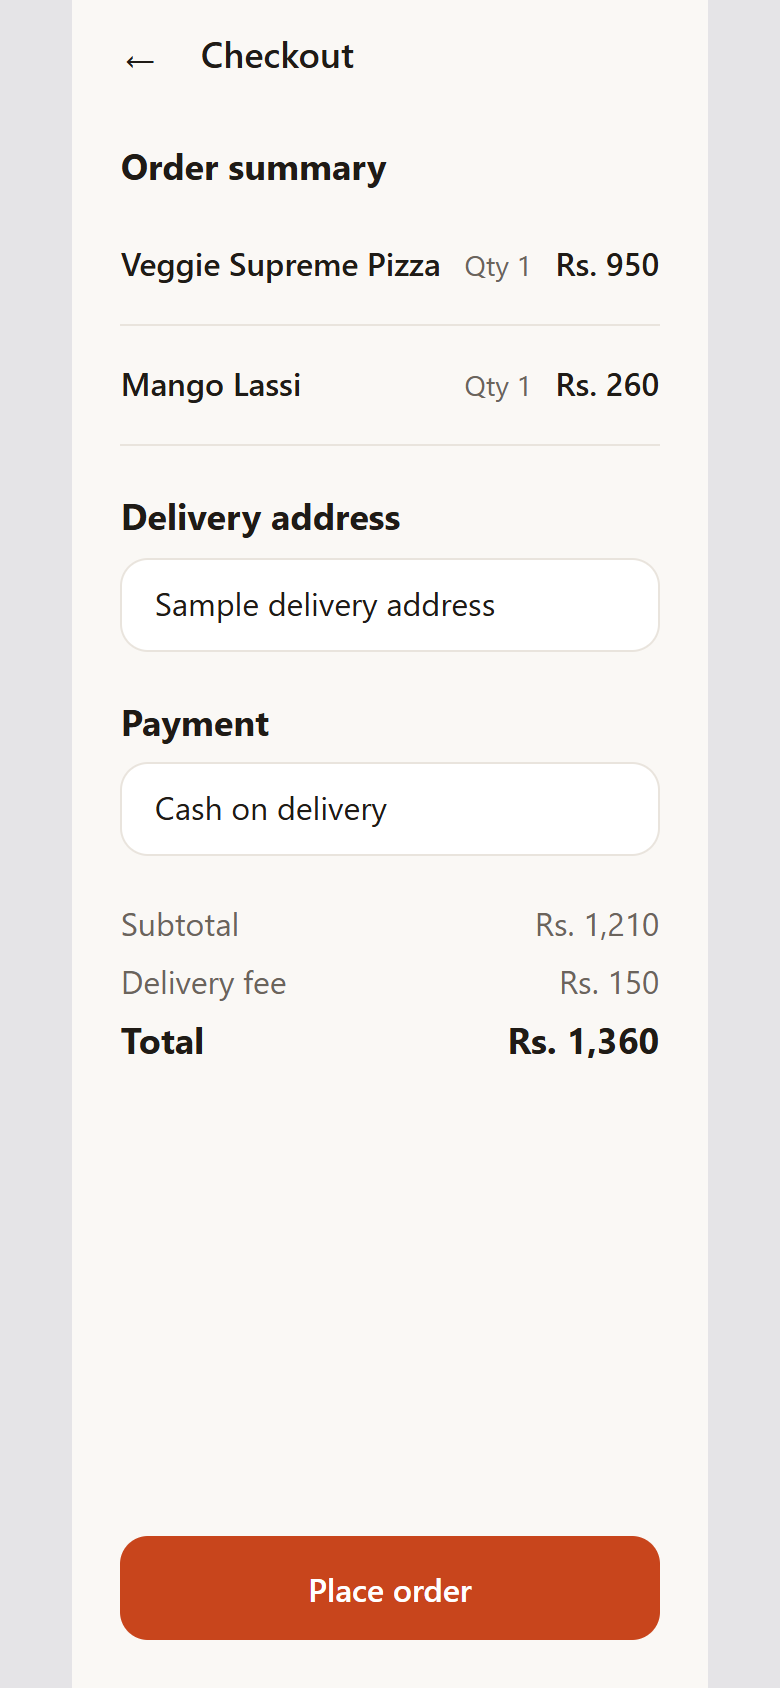 ← Checkout
Order summary
Veggie Supreme Pizza Qty 1 Rs. 950
Mango Lassi Qty 1 Rs. 260
Delivery address
Sample delivery address
Payment
Cash on delivery
Subtotal Rs. 1,210
Delivery fee Rs. 150
Total Rs. 1,360
Place order